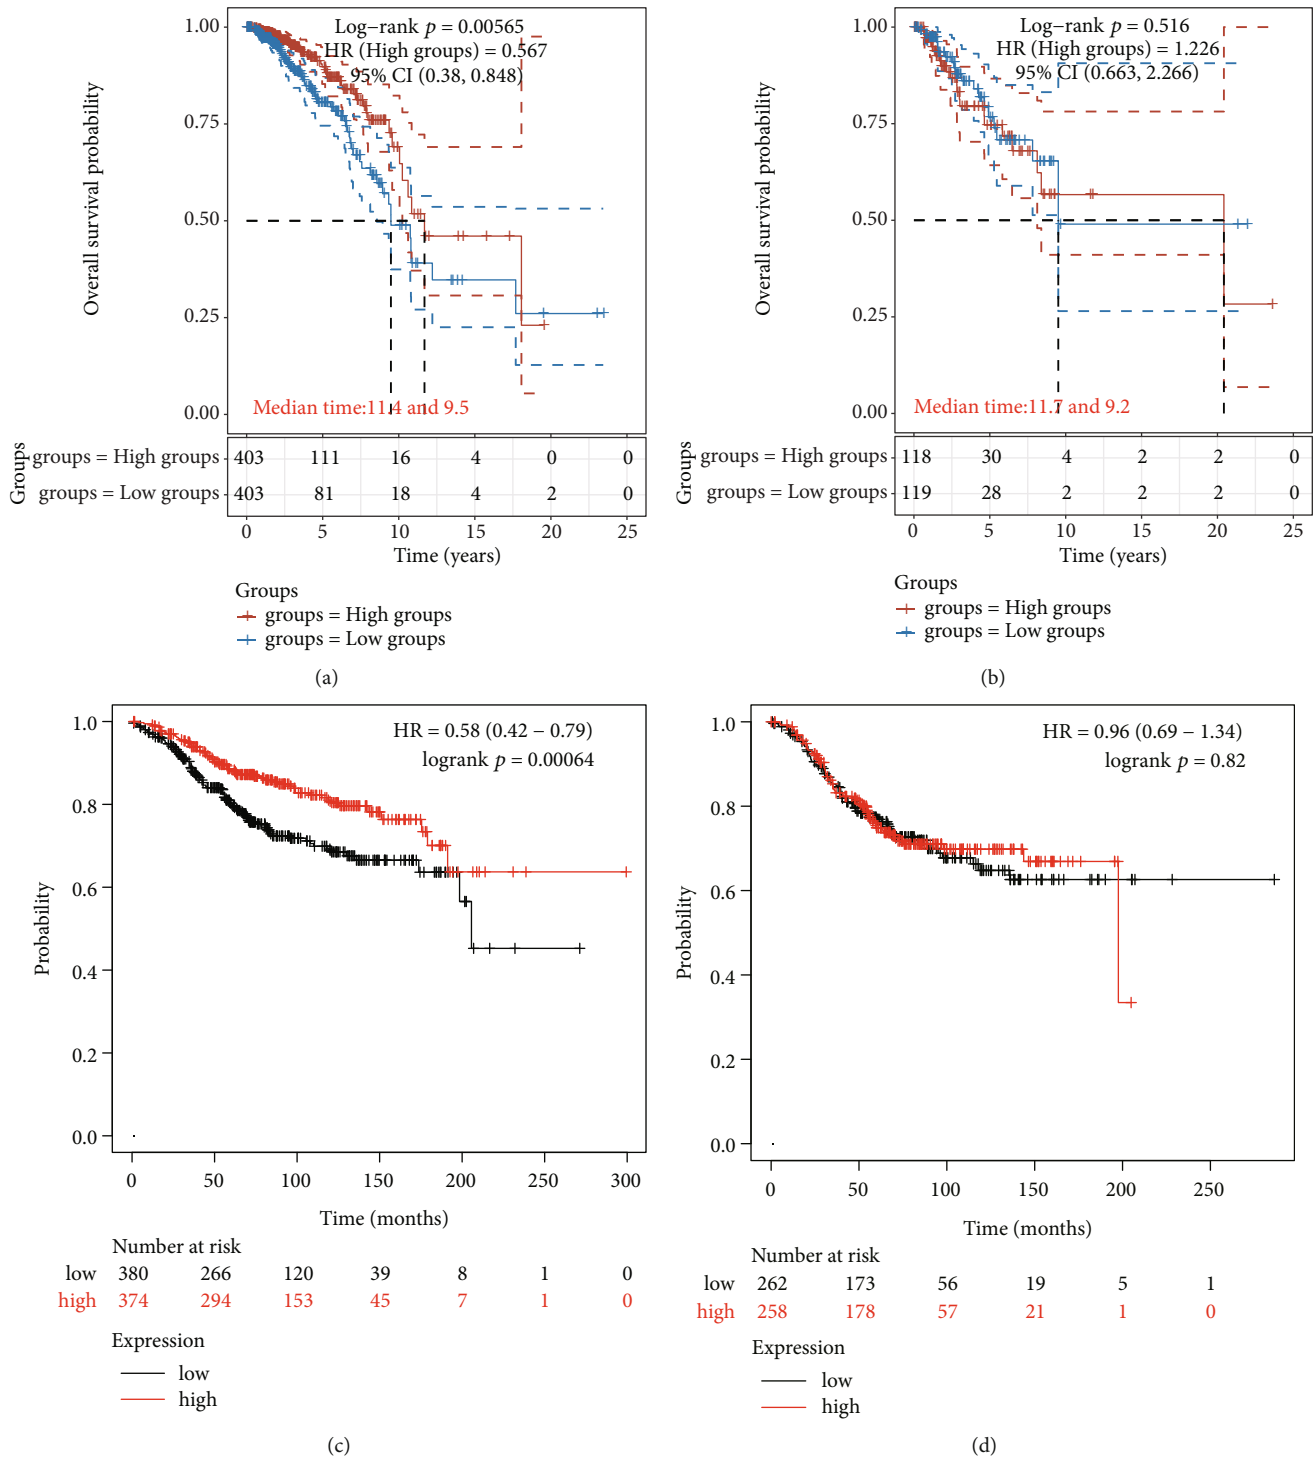 Log–rank p = 0.00565
HR (High groups) = 0.567
95% CI (0.38, 0.848)
1.00
0.75
0.50
0.25
0.00
Overall survival probability
Median time:11.4 and 9.5
Groups
groups = High groups 403 111 16 4 0 0
groups = Low groups 403 81 18 4 2 0
0 5 10 15 20 25
Time (years)
Groups
groups = High groups
groups = Low groups
(a)
Log–rank p = 0.516
HR (High groups) = 1.226
95% CI (0.663, 2.266)
1.00
0.75
0.50
0.25
0.00
Overall survival probability
Median time:11.7 and 9.2
Groups
groups = High groups 118 30 4 2 2 0
groups = Low groups 119 28 2 2 2 0
0 5 10 15 20 25
Time (years)
Groups
groups = High groups
groups = Low groups
(b)
HR = 0.58 (0.42 – 0.79)
logrank p = 0.00064
1.0
0.8
0.6
0.4
0.2
0.0
Probability
0 50 100 150 200 250 300
Time (months)
Number at risk
low 380 266 120 39 8 1 0
high 374 294 153 45 7 1 0
Expression
low
high
(c)
HR = 0.96 (0.69 – 1.34)
logrank p = 0.82
1.0
0.8
0.6
0.4
0.2
0.0
Probability
0 50 100 150 200 250
Time (months)
Number at risk
low 262 173 56 19 5 1
high 258 178 57 21 1 0
Expression
low
high
(d)